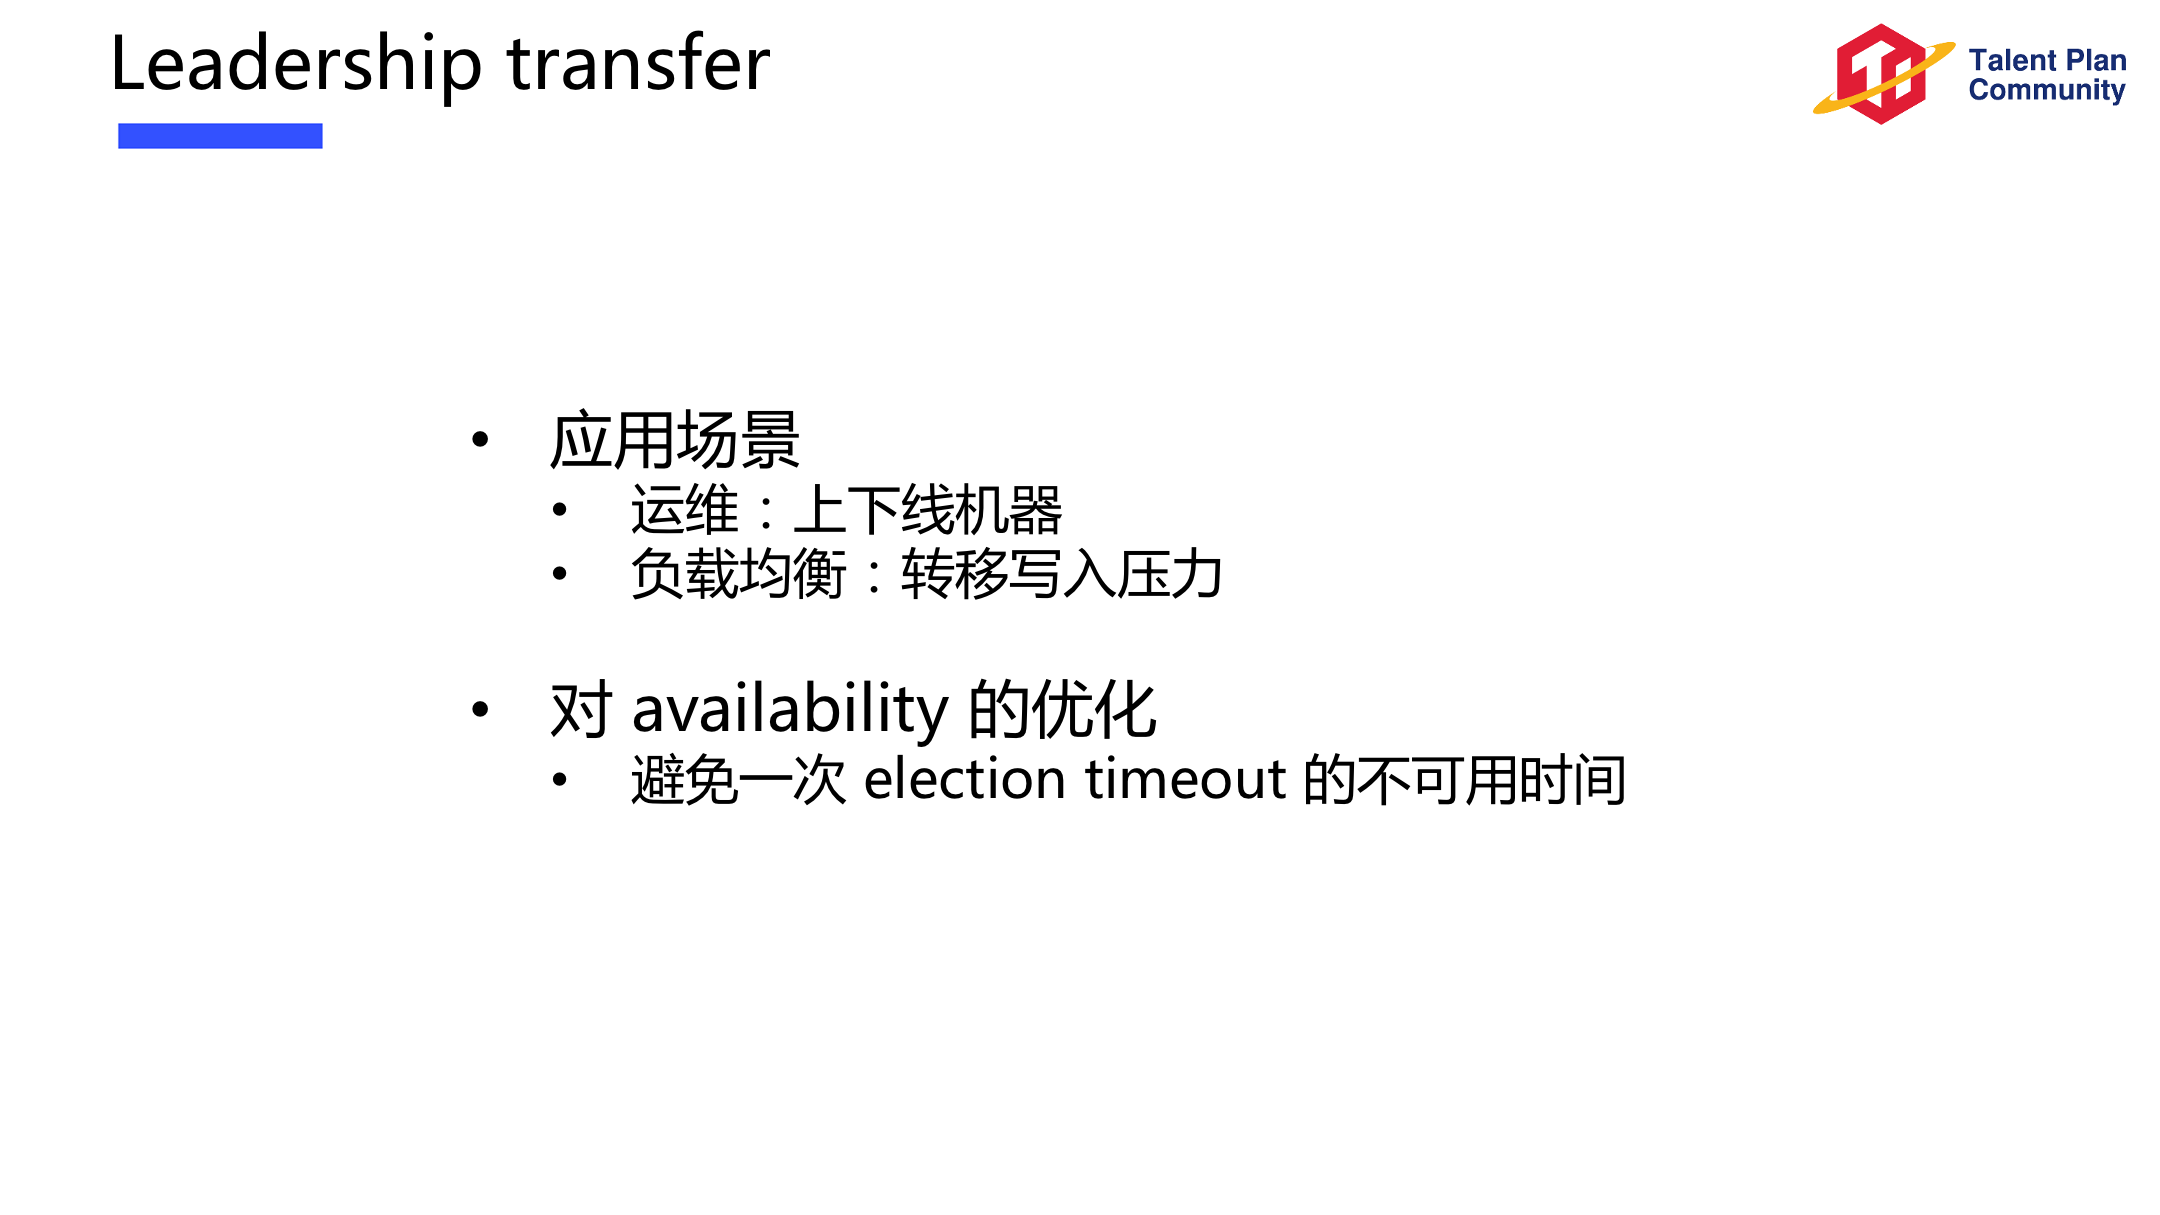 Leadership transfer
Talent Plan
Community
• 应用场景
• 运维：上下线机器
• 负载均衡：转移写入压力
• 对 availability 的优化
• 避免一次 election timeout 的不可用时间